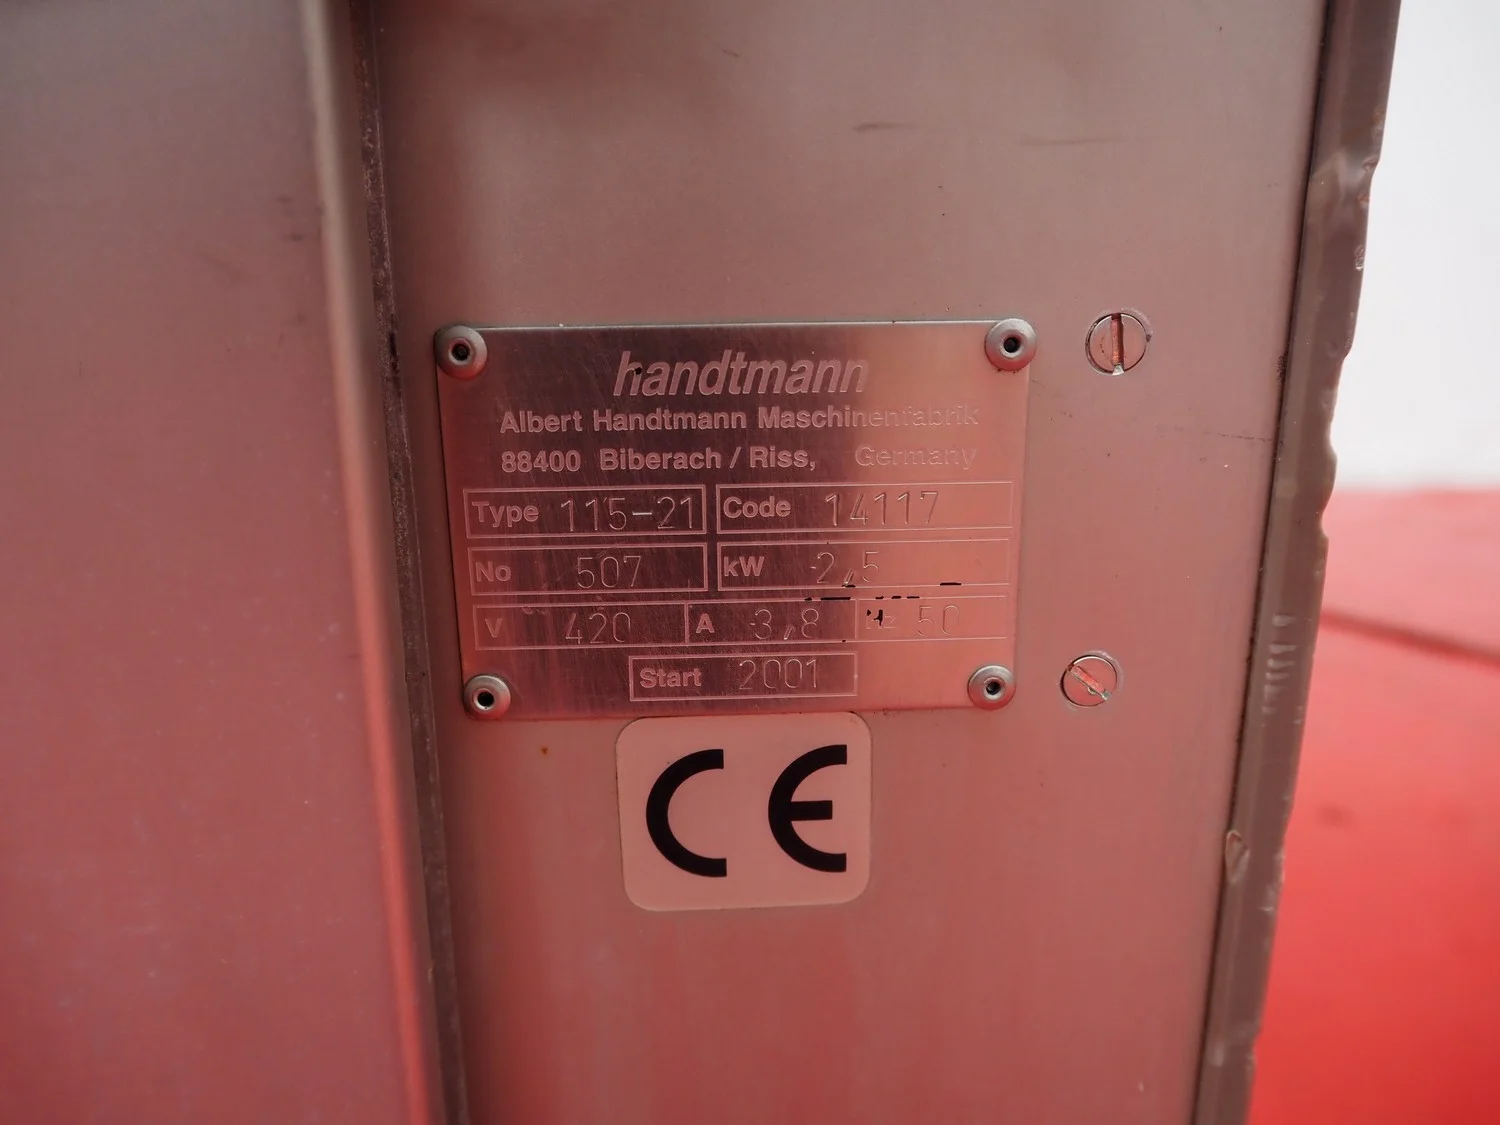 handtmann
Albert Handtmann Maschinenfabrik
88400 Biberach / Riss, Germany
Type 115-21 Code 14117
No 507 kW 2,5
V 420 A 3,8 Hz 50
Start 2001
CE